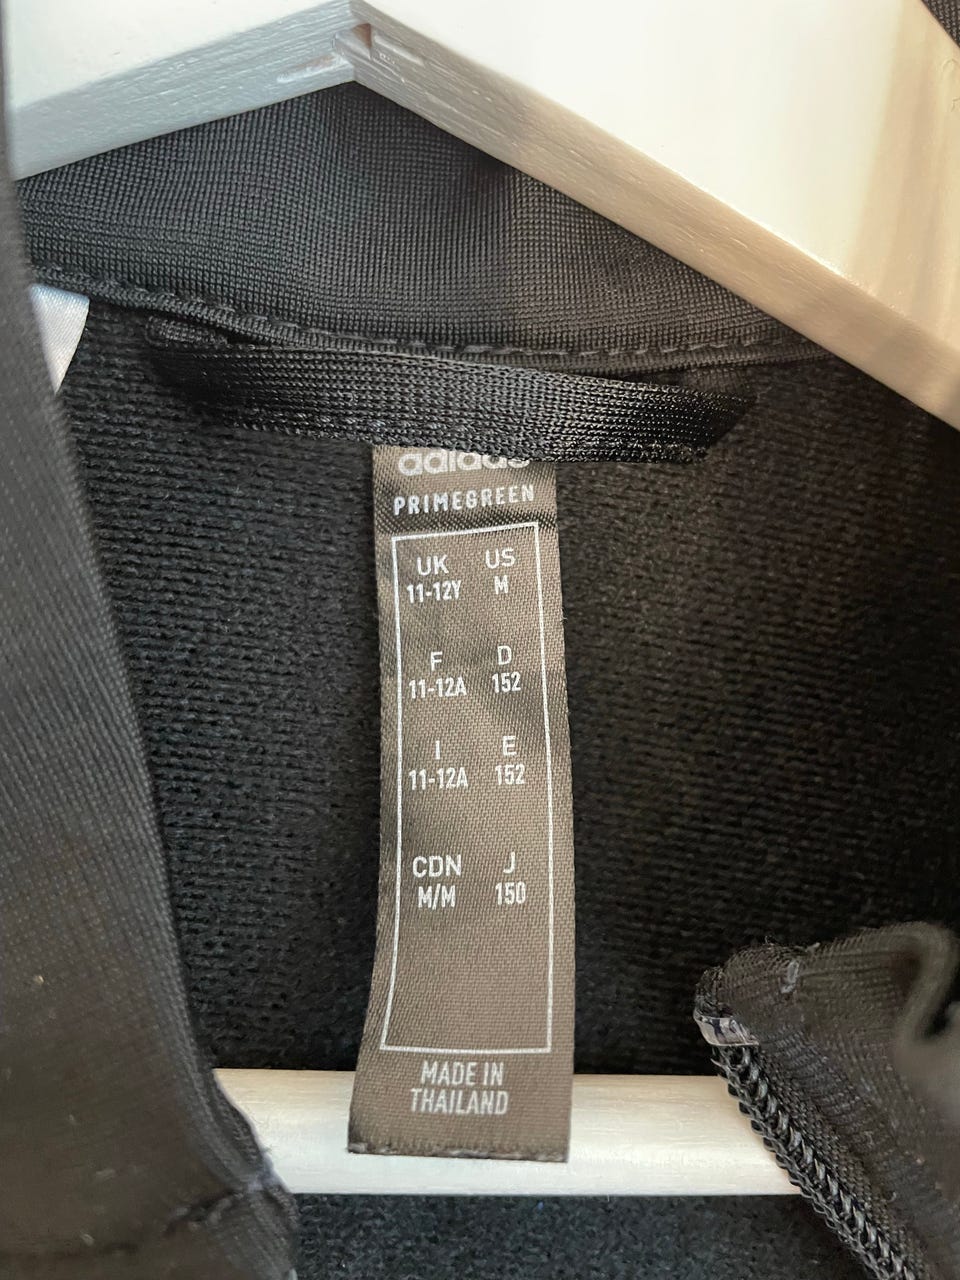 adidas
PRIMEGREEN
UK US
11-12Y M
F D
11-12A 152
I E
11-12A 152
CDN J
M/M 150
MADE IN
THAILAND